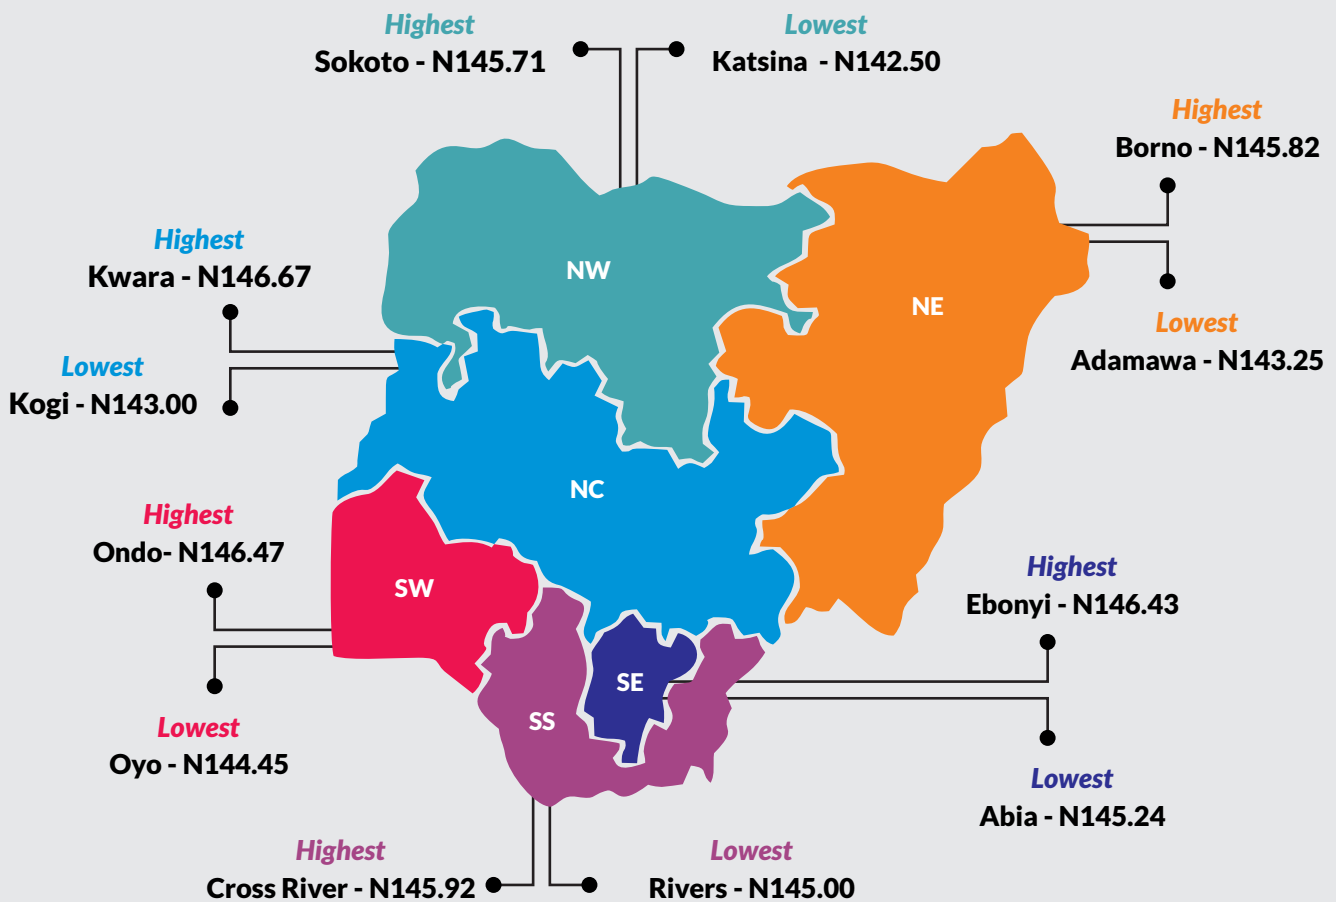 Highest
Sokoto - N145.71
Lowest
Katsina - N142.50
Highest
Borno - N145.82
Lowest
Adamawa - N143.25
Highest
Kwara - N146.67
Lowest
Kogi - N143.00
NW
NE
NC
SW
SE
SS
Highest
Ondo- N146.47
Lowest
Oyo - N144.45
Highest
Ebonyi - N146.43
Lowest
Abia - N145.24
Highest
Cross River - N145.92
Lowest
Rivers - N145.00